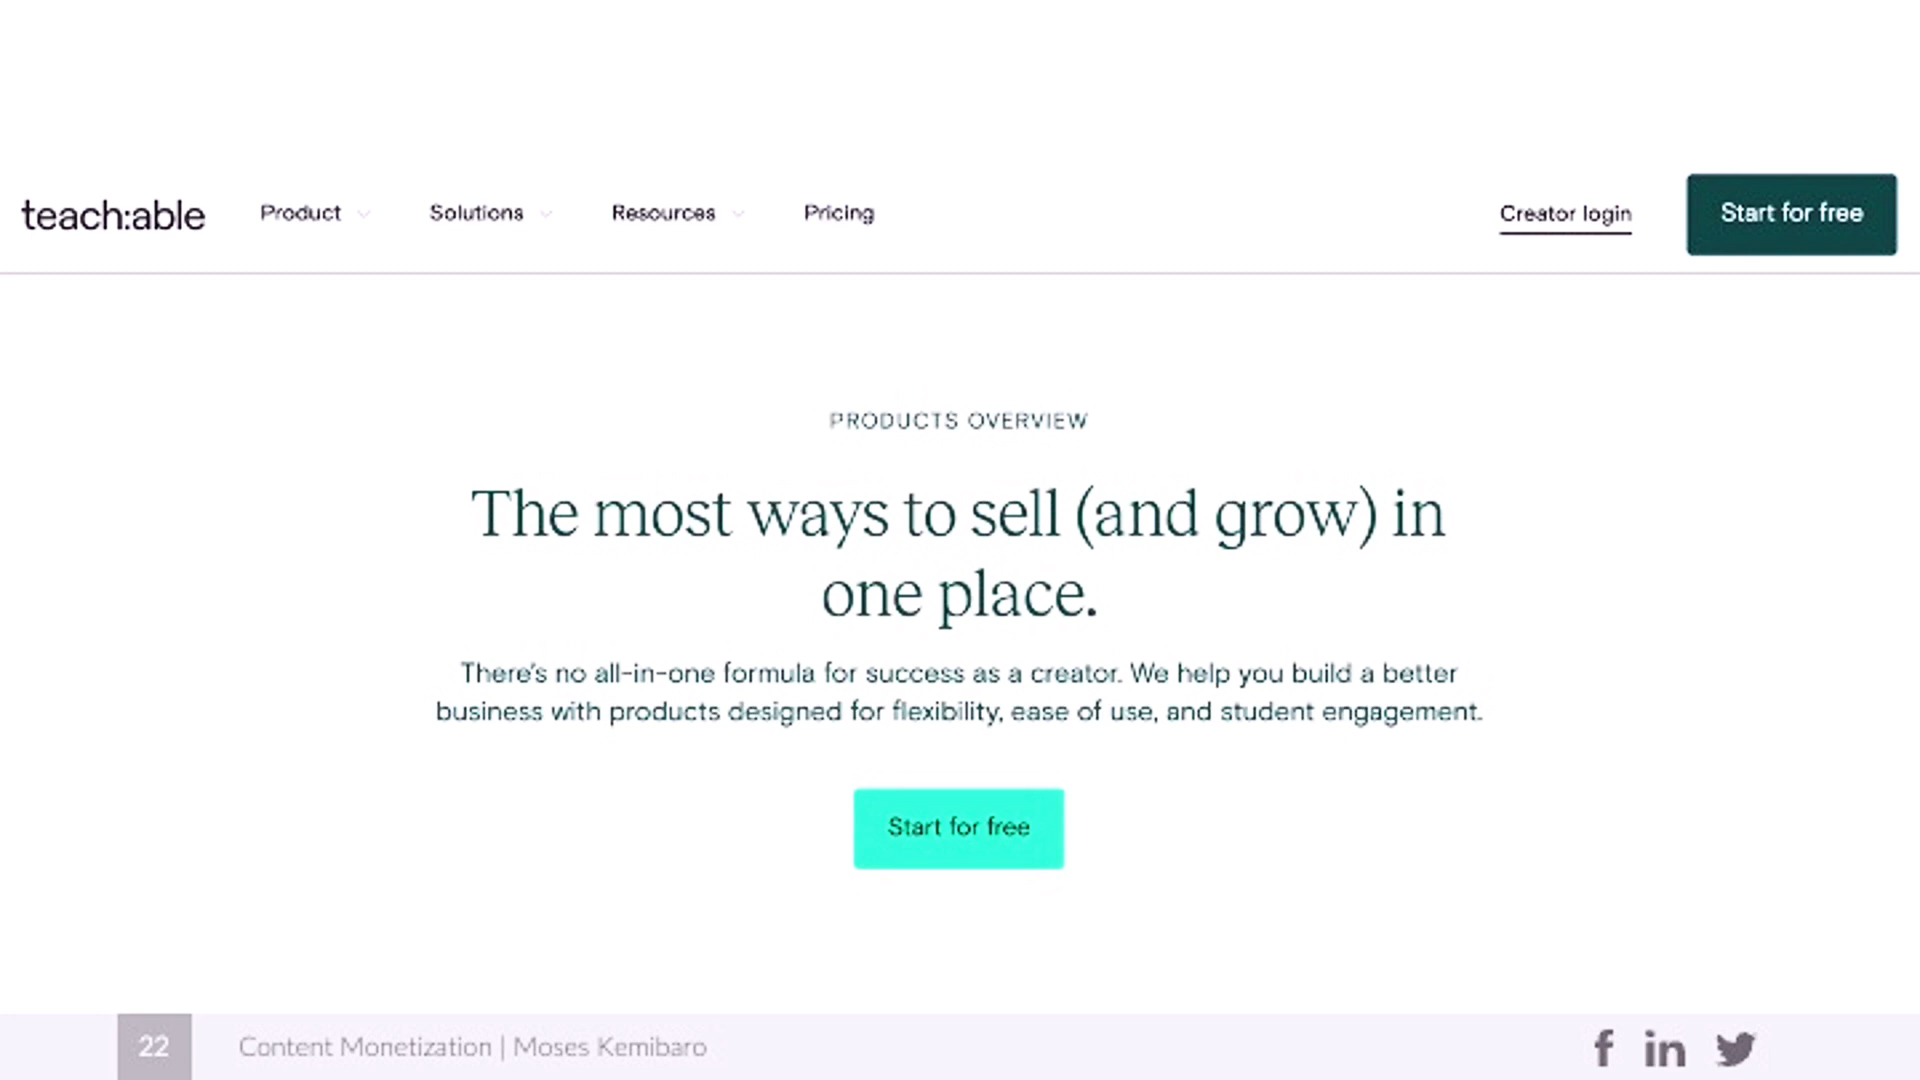 teach:able Product Solutions Resources Pricing Creator login Start for free
PRODUCTS OVERVIEW
The most ways to sell (and grow) in
one place.
There's no all-in-one formula for success as a creator. We help you build a better
business with products designed for flexibility, ease of use, and student engagement.
Start for free
22 Content Monetization | Moses Kemibaro f in